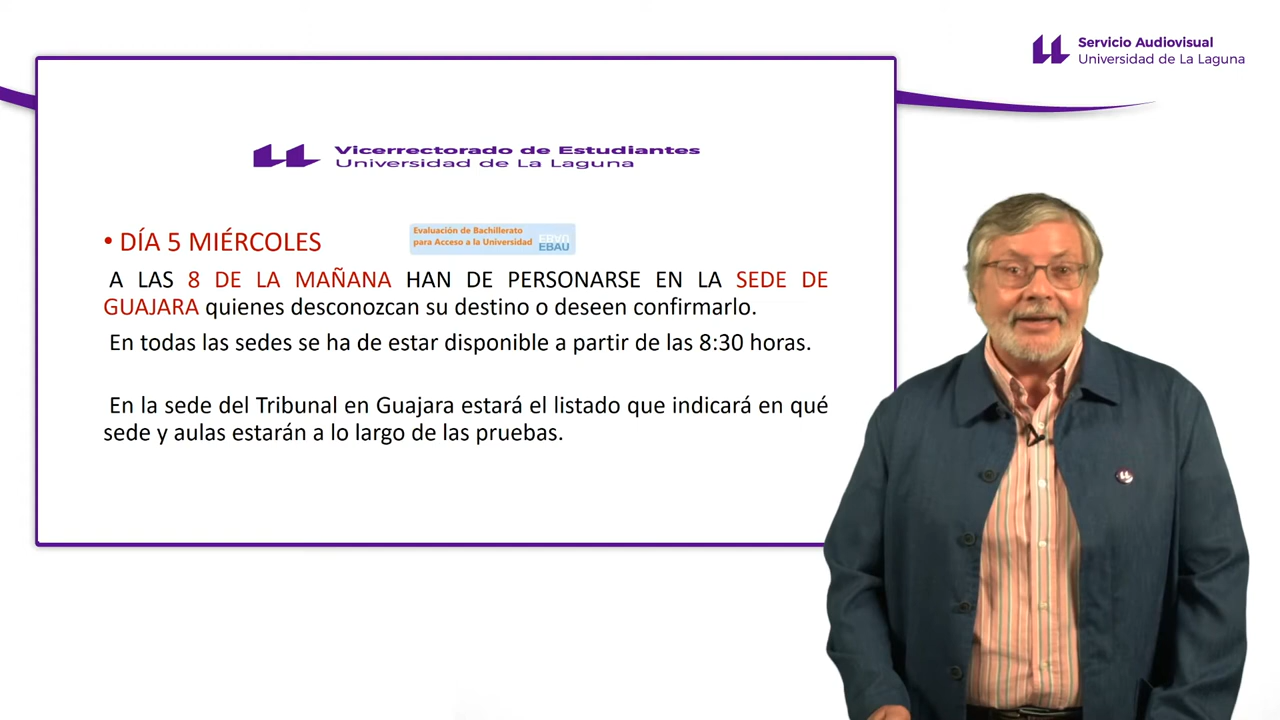 Servicio Audiovisual
Universidad de La Laguna
Vicerrectorado de Estudiantes
Universidad de La Laguna
• DÍA 5 MIÉRCOLES
Evaluación de Bachillerato
para Acceso a la Universidad
EBAU
EBAU
A LAS 8 DE LA MAÑANA HAN DE PERSONARSE EN LA SEDE DE
GUAJARA quienes desconozcan su destino o deseen confirmarlo.
En todas las sedes se ha de estar disponible a partir de las 8:30 horas.
En la sede del Tribunal en Guajara estará el listado que indicará en qué
sede y aulas estarán a lo largo de las pruebas.